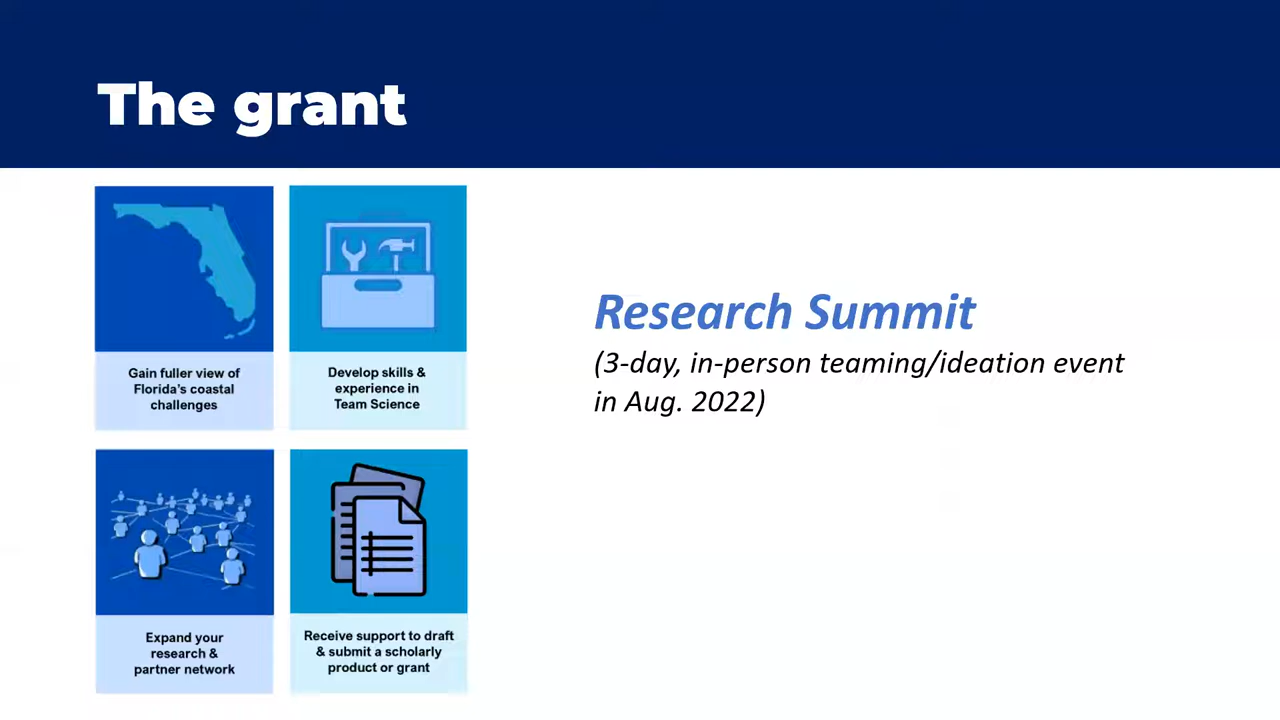 The grant
Gain fuller view of
Florida's coastal
challenges
Develop skills &
experience in
Team Science
Expand your
research &
partner network
Receive support to draft
& submit a scholarly
product or grant
Research Summit
(3-day, in-person teaming/ideation event
in Aug. 2022)